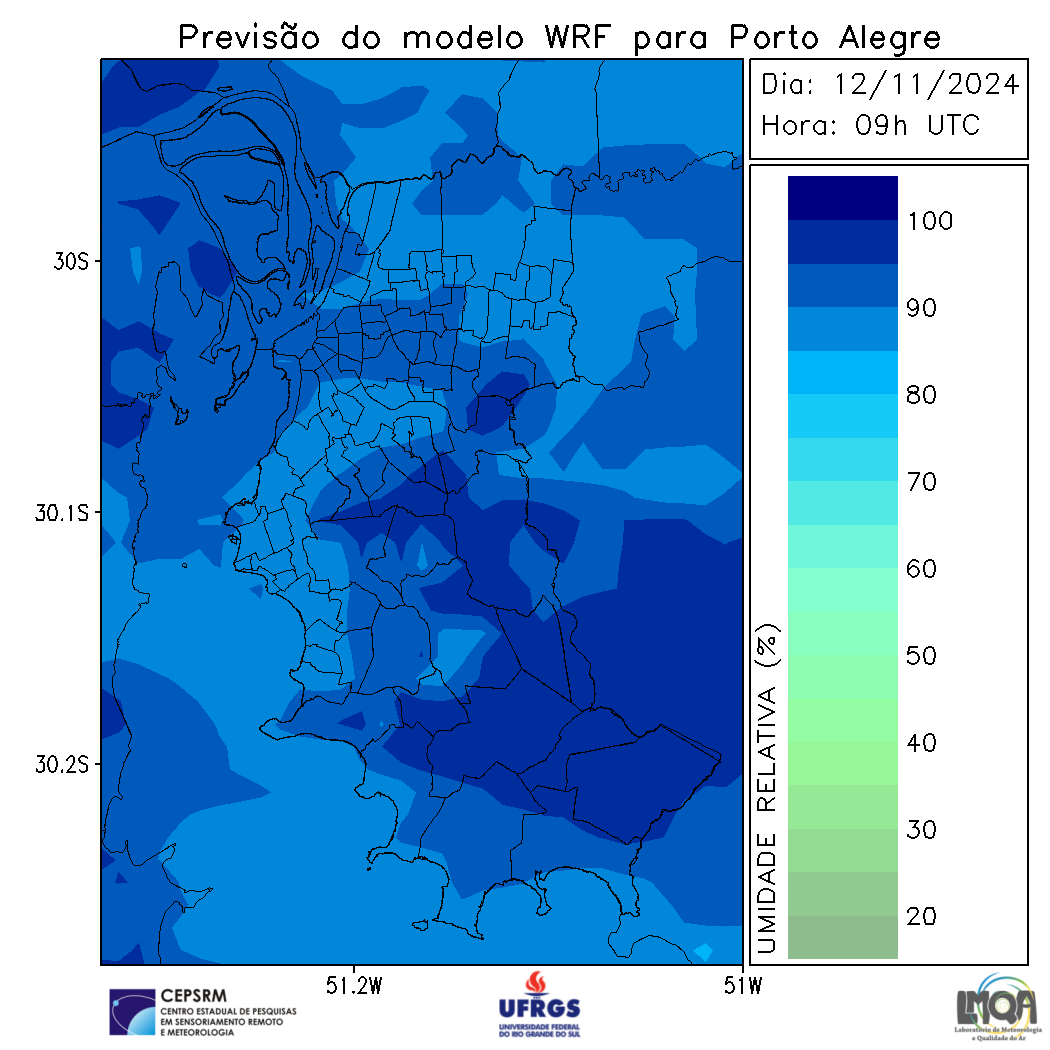 Previsão do modelo WRF para Porto Alegre
Dia: 12/11/2024
Hora: 09h UTC
30S
30.1S
30.2S
51.2W
51W
UMIDADE RELATIVA (%)
100
90
80
70
60
50
40
30
20
CEPSRM
CENTRO ESTADUAL DE PESQUISAS
EM SENSORIAMENTO REMOTO
E METEOROLOGIA
UFRGS
UNIVERSIDADE FEDERAL
DO RIO GRANDE DO SUL
LMQA
Laboratório de Meteorologia
e Qualidade do Ar